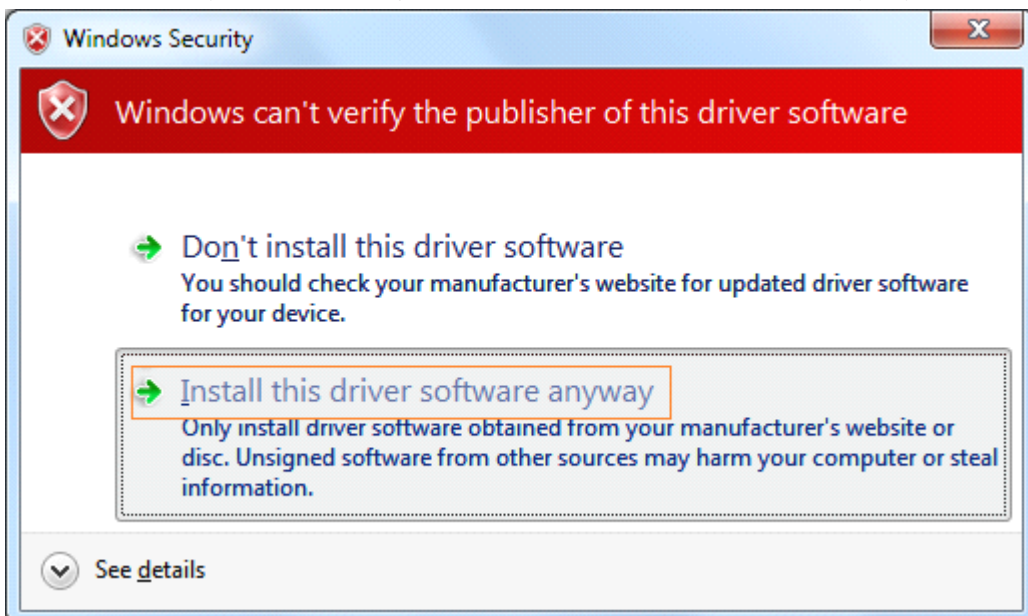 Windows Security
Windows can't verify the publisher of this driver software
Don't install this driver software
You should check your manufacturer's website for updated driver software
for your device.
Install this driver software anyway
Only install driver software obtained from your manufacturer's website or
disc. Unsigned software from other sources may harm your computer or steal
information.
See details